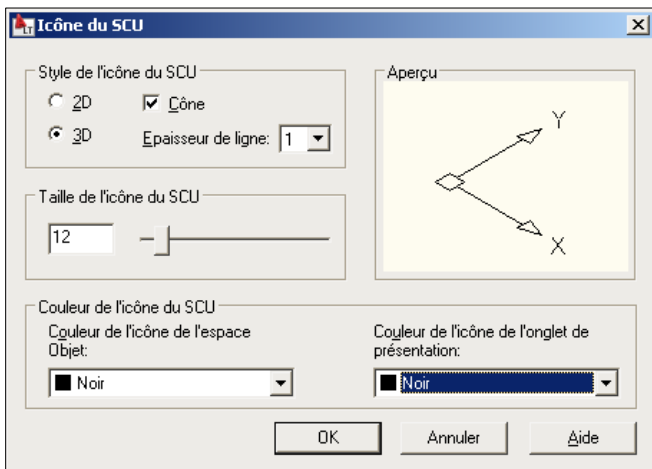 LT Icône du SCU
Style de l'icône du SCU
2D
Cône
3D
Epaisseur de ligne: 1
Aperçu
Y
X
Taille de l'icône du SCU
12
Couleur de l'icône du SCU
Couleur de l'icône de l'espace
Objet:
Noir
Couleur de l'icône de l'onglet de
présentation:
Noir
OK
Annuler
Aide